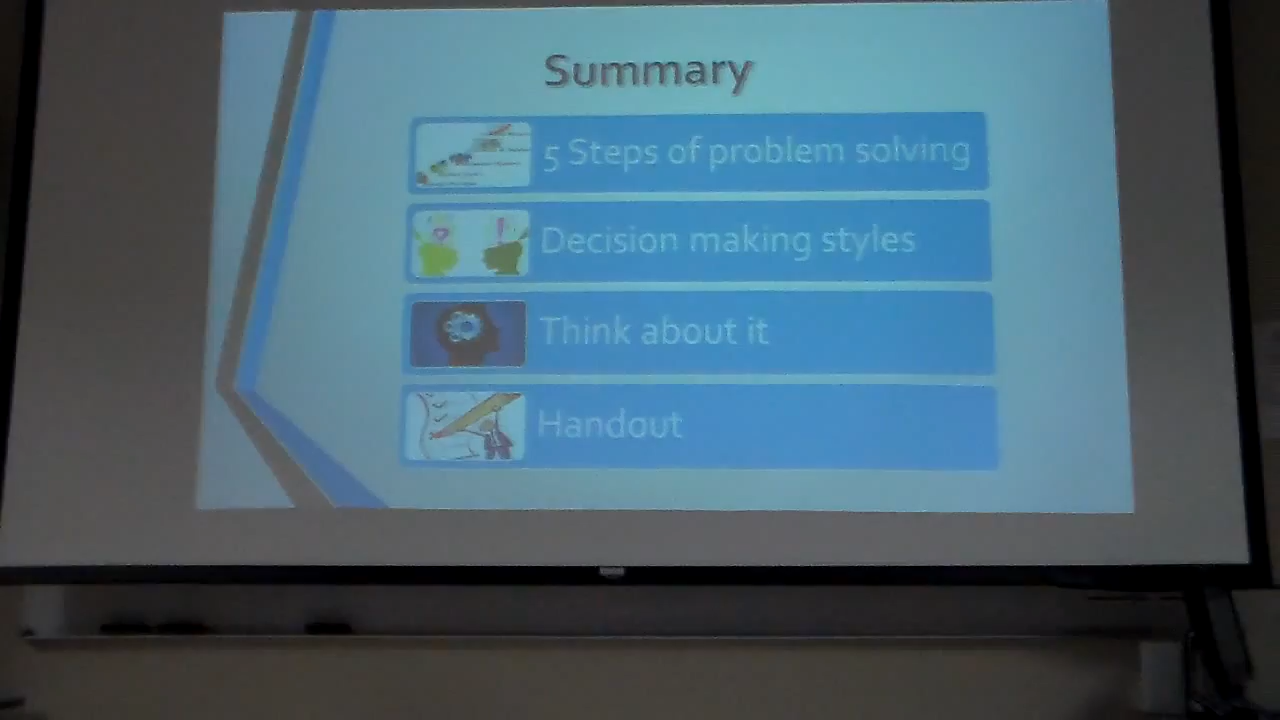 Summary
5 Steps of problem solving
Decision making styles
Think about it
Handout